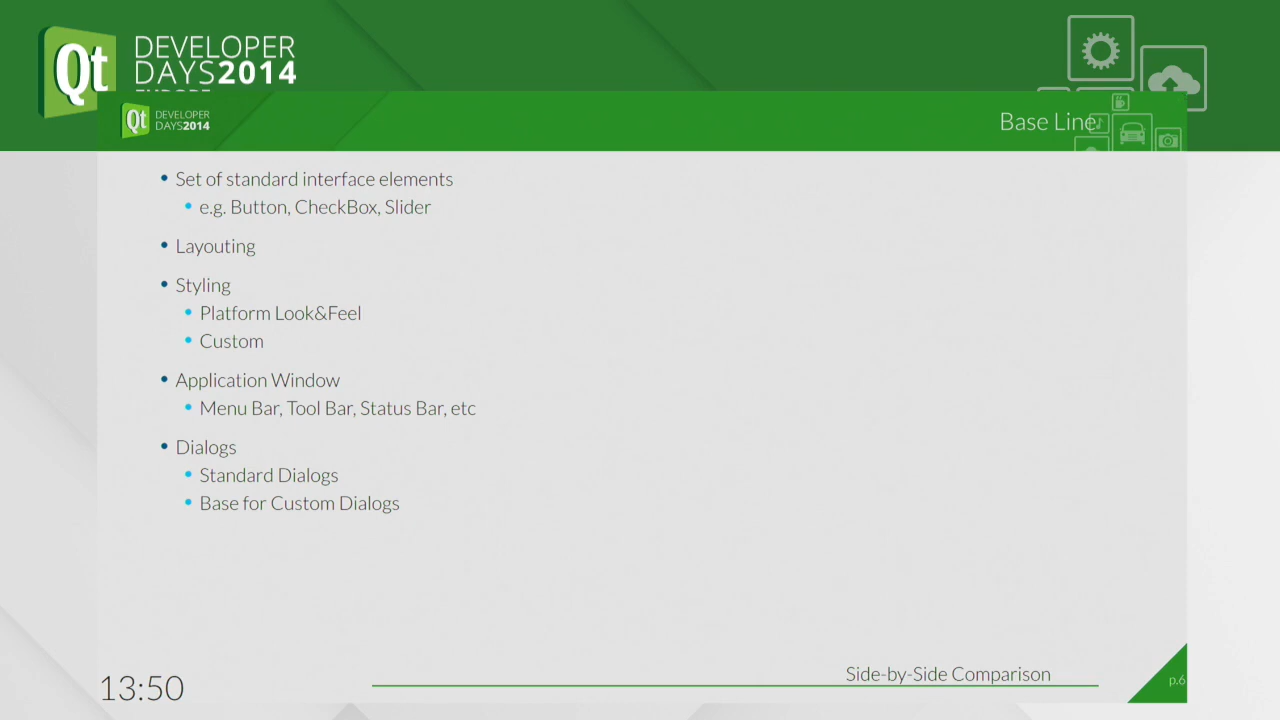 Qt DEVELOPER
DAYS2014
Qt DEVELOPER
DAYS2014
Base Line
• Set of standard interface elements
• e.g. Button, CheckBox, Slider
• Layouting
• Styling
• Platform Look&Feel
• Custom
• Application Window
• Menu Bar, Tool Bar, Status Bar, etc
• Dialogs
• Standard Dialogs
• Base for Custom Dialogs
Side-by-Side Comparison
p.6
13:50